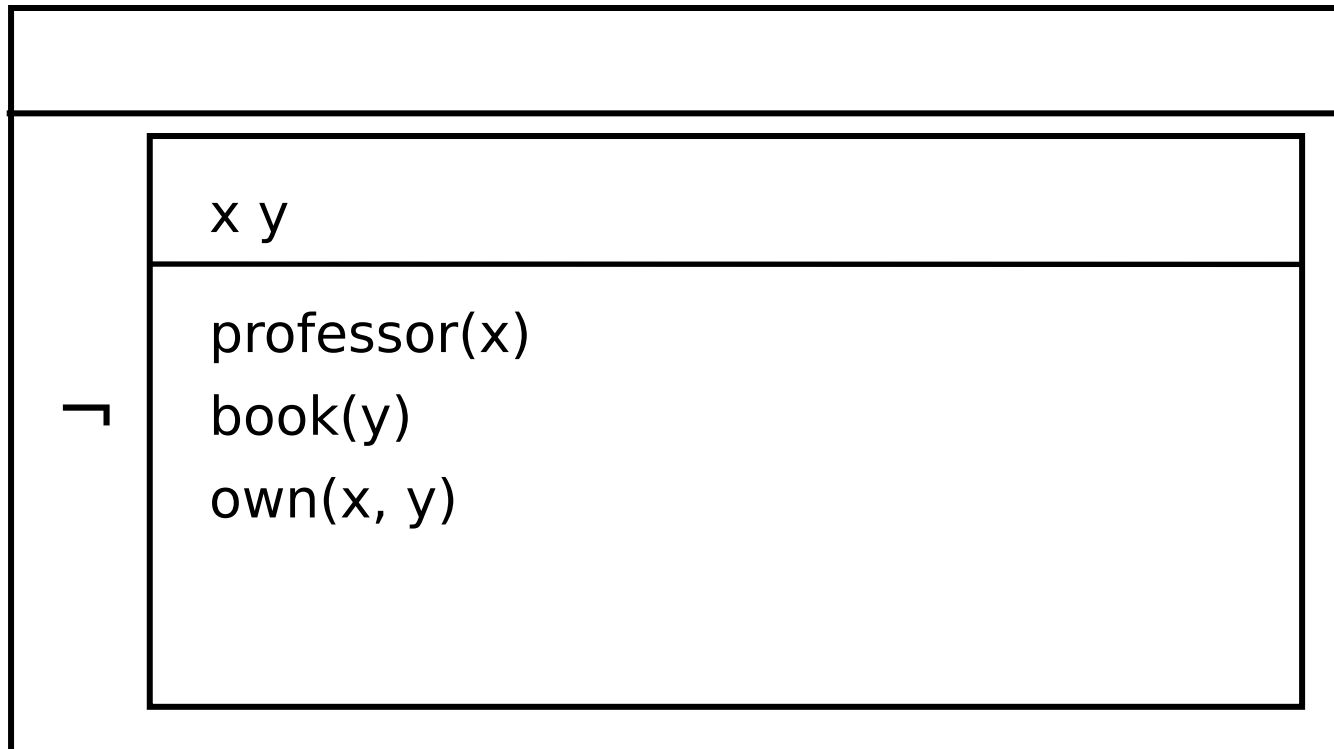 x y
professor(x)
book(y)
¬
own(x, y)